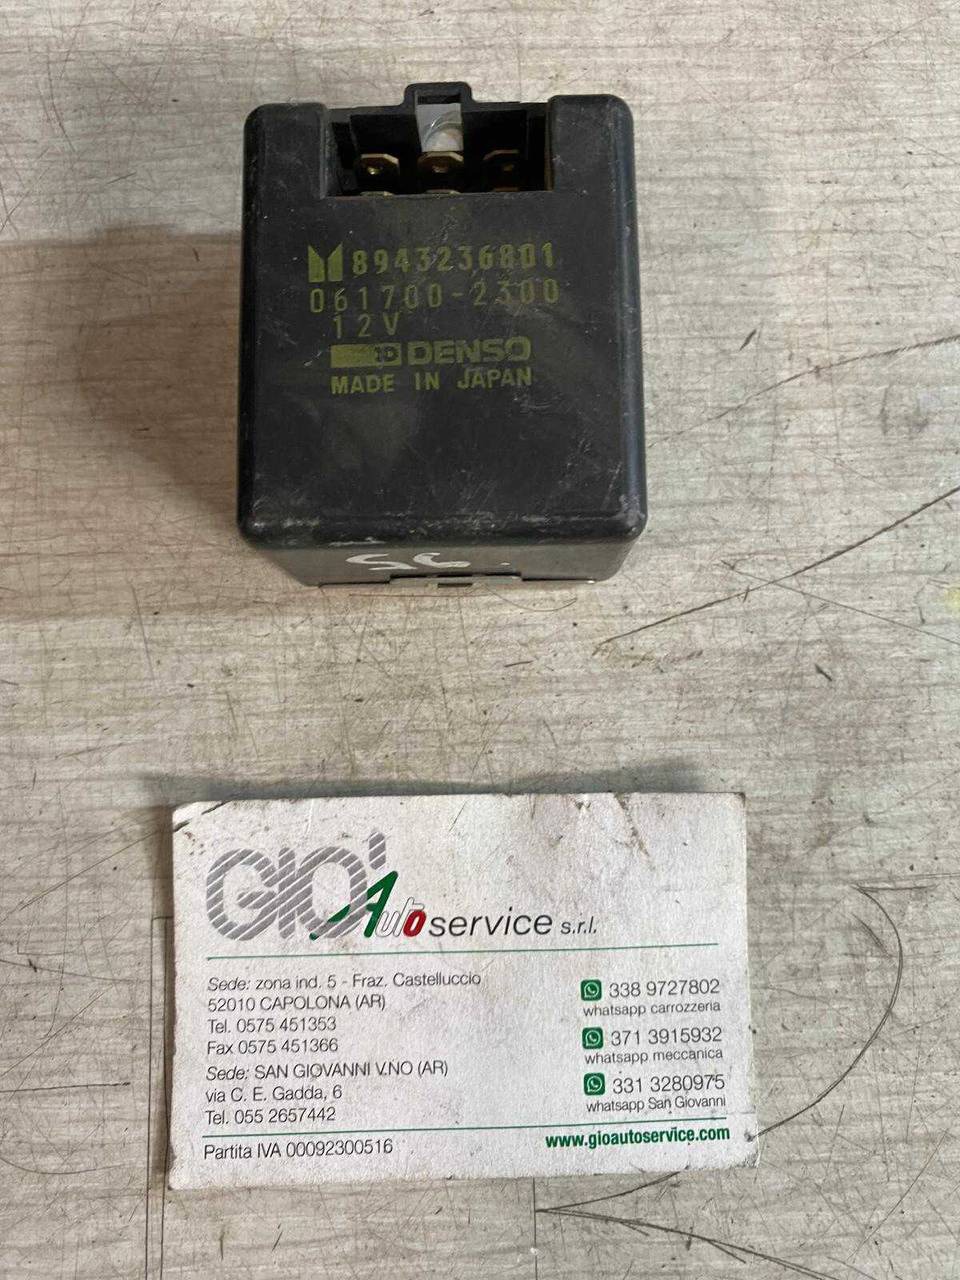 8943236801
061700-2300
12V
DENSO
MADE IN JAPAN
GIO'
Auto service s.r.l.
Sede: zona ind. 5 - Fraz. Castelluccio
52010 CAPOLONA (AR)
Tel. 0575 451353
Fax 0575 451366
Sede: SAN GIOVANNI V.NO (AR)
via C. E. Gadda, 6
Tel. 055 2657442
338 9727802
whatsapp carrozzeria
371 3915932
whatsapp meccanica
331 3280975
whatsapp San Giovanni
Partita IVA 00092300516
www.gioautoservice.com